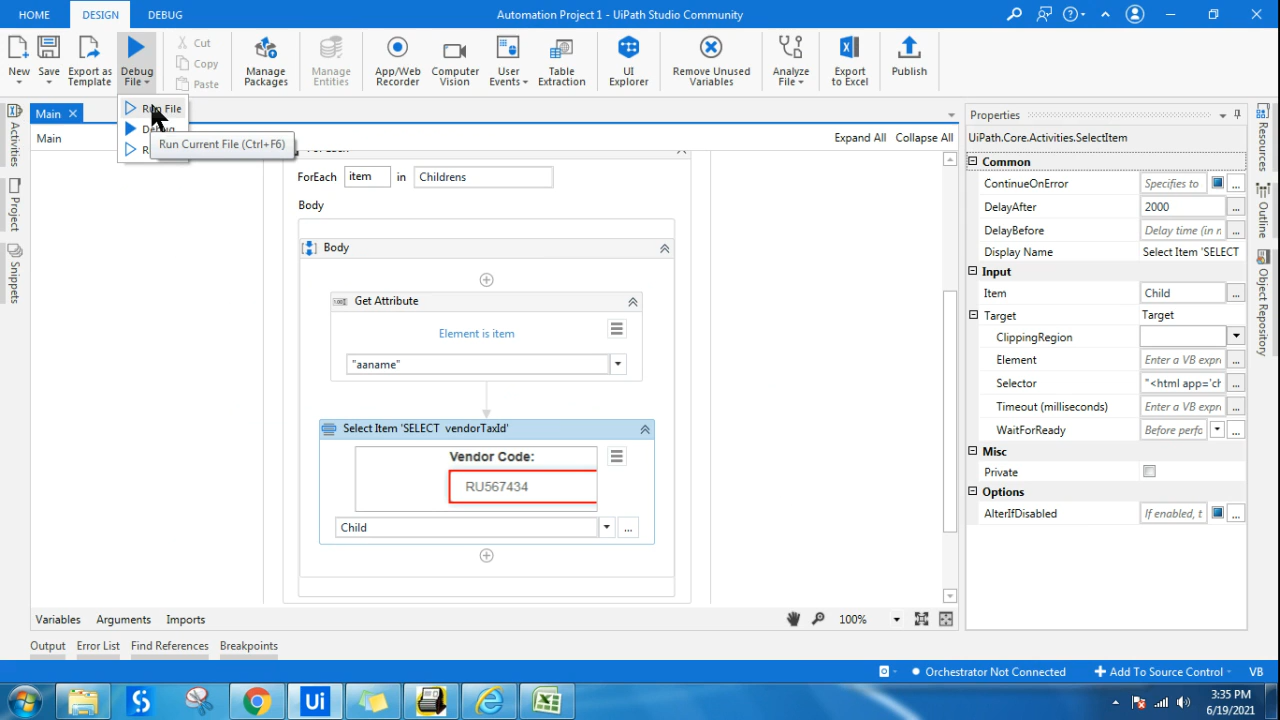 HOME DESIGN DEBUG Automation Project 1 - UiPath Studio Community
New Save Export as Template Debug File Cut Copy Paste Manage Packages Manage Entities App/Web Recorder Computer Vision User Events Table Extraction UI Explorer Remove Unused Variables Analyze File Export to Excel Publish
Run File
Debug
Run Current File (Ctrl+F6)
Main
Main Expand All Collapse All
ForEach item in Childrens
Body
Body
Get Attribute
Element is item
"aaname"
Select Item 'SELECT vendorTaxId'
Vendor Code:
RU567434
Child ...
Variables Arguments Imports 100%
Output Error List Find References Breakpoints
Activities
Project
Snippets
Properties
UiPath.Core.Activities.SelectItem
Common
ContinueOnError Specifies to ...
DelayAfter 2000 ...
DelayBefore Delay time (in n ...
Display Name Select Item 'SELECT
Input
Item Child ...
Target Target
ClippingRegion
Element Enter a VB expre ...
Selector "<html app='ch ...
Timeout (milliseconds) Enter a VB expre ...
WaitForReady Before perfo ...
Misc
Private
Options
AlterIfDisabled If enabled, t ...
Resources
Outline
Object Repository
Orchestrator Not Connected Add To Source Control VB
Ui
3:35 PM
6/19/2021